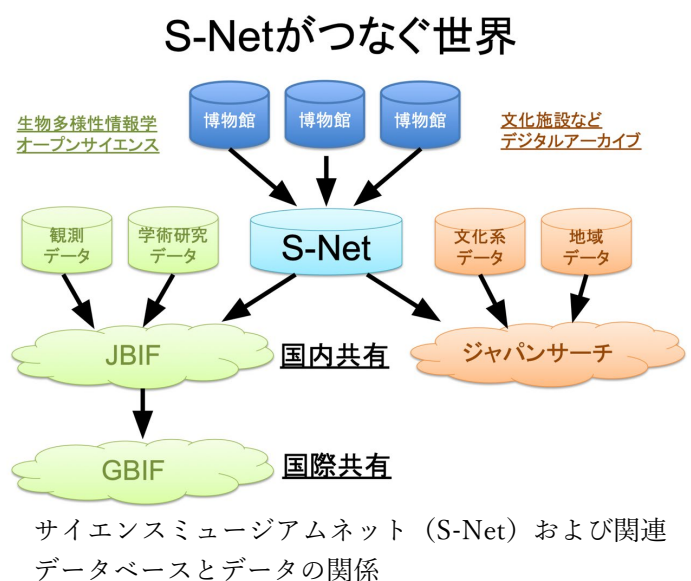 S-Netがつなぐ世界
博物館
博物館
博物館
生物多様性情報学
オープンサイエンス
文化施設など
デジタルアーカイブ
観測
データ
学術研究
データ
S-Net
文化系
データ
地域
データ
JBIF
国内共有
ジャパンサーチ
GBIF
国際共有
サイエンスミュージアムネット（S-Net）および関連
データベースとデータの関係